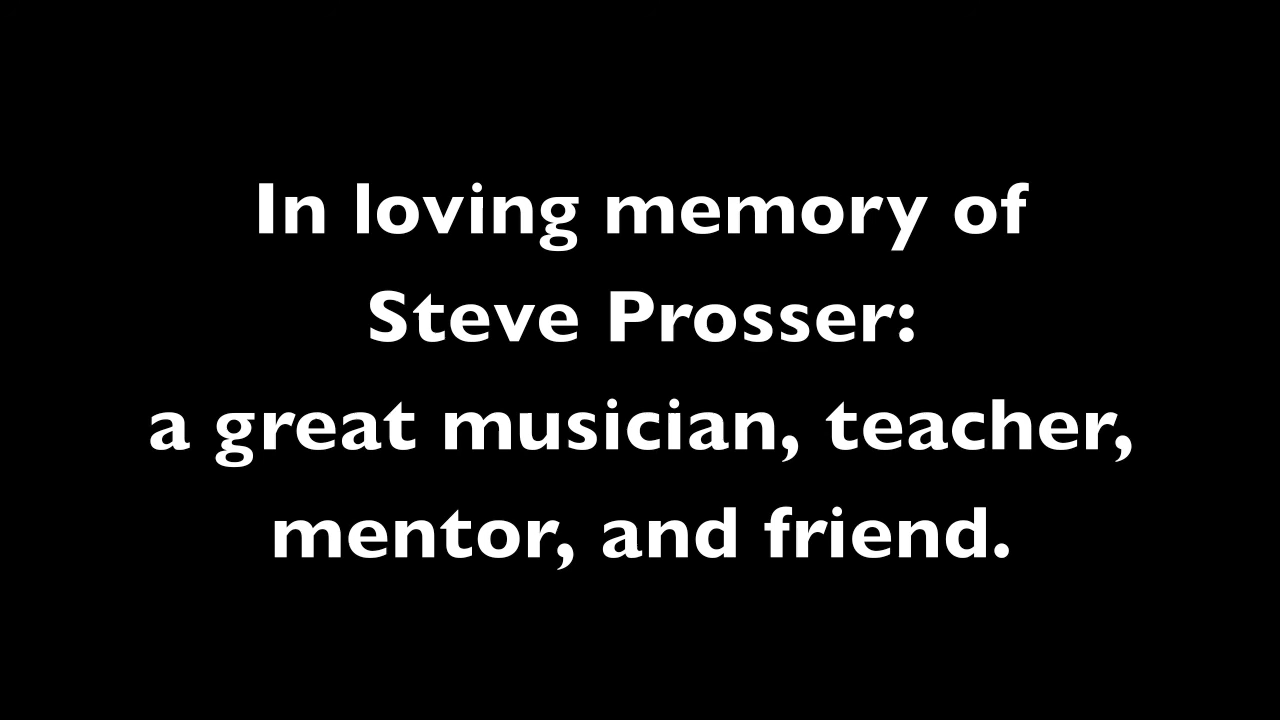 In loving memory of
Steve Prosser:
a great musician, teacher,
mentor, and friend.